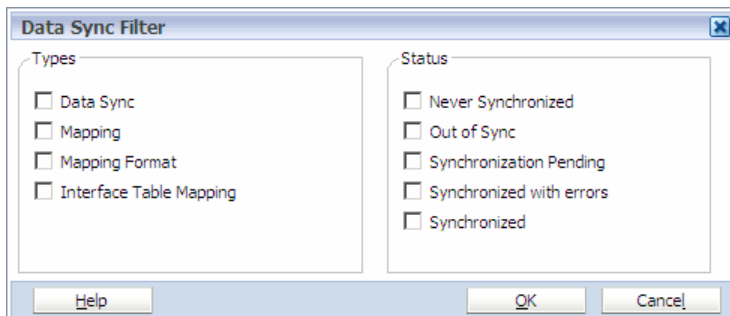 Data Sync Filter
Types
Data Sync
Mapping
Mapping Format
Interface Table Mapping
Status
Never Synchronized
Out of Sync
Synchronization Pending
Synchronized with errors
Synchronized
Help
OK
Cancel